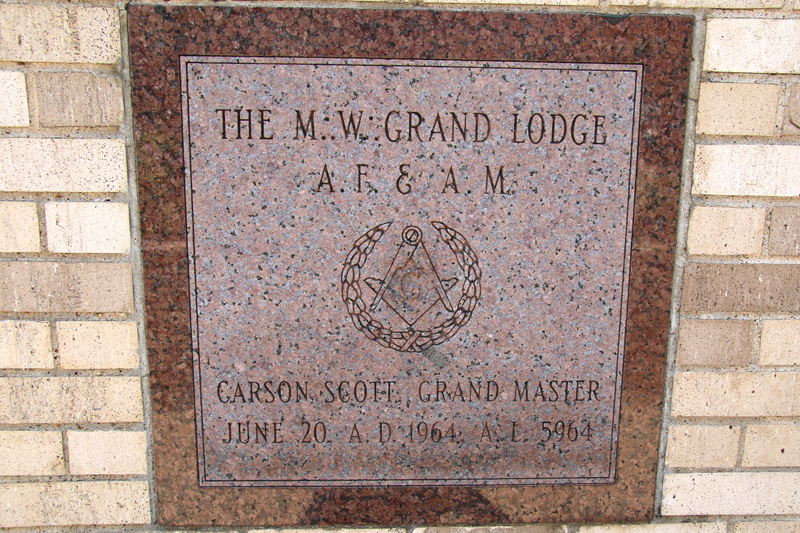 THE M∴W∴GRAND LODGE
A. F. & A. M.
G
CARSON SCOTT, GRAND MASTER
JUNE 20, A. D. 1964, A. L. 5964